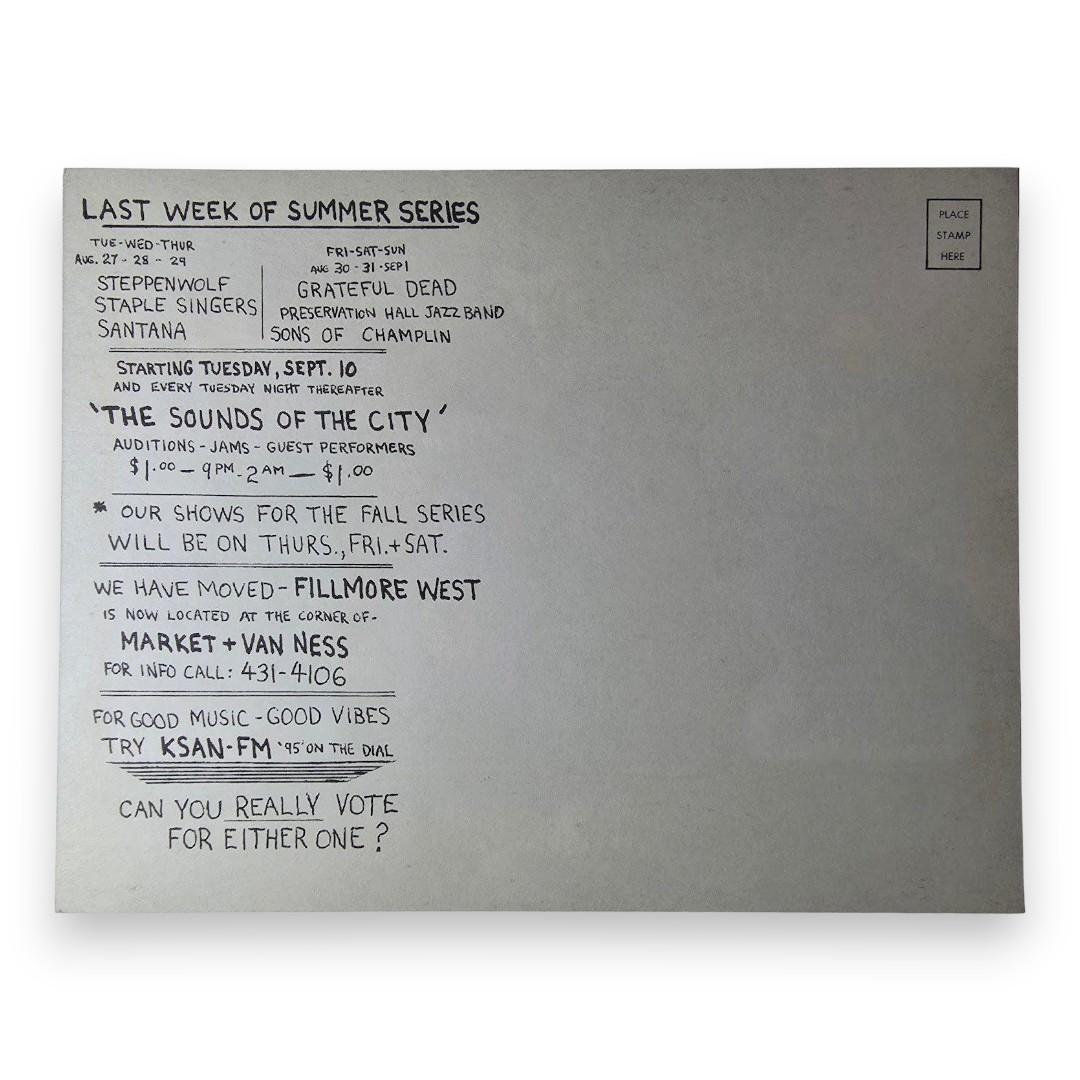 LAST WEEK OF SUMMER SERIES
TUE-WED-THUR
AUG. 27 - 28 - 29
STEPPENWOLF
STAPLE SINGERS
SANTANA
FRI-SAT-SUN
AUG 30 - 31 - SEP 1
GRATEFUL DEAD
PRESERVATION HALL JAZZ BAND
SONS OF CHAMPLIN
STARTING TUESDAY, SEPT. 10
AND EVERY TUESDAY NIGHT THEREAFTER
'THE SOUNDS OF THE CITY'
AUDITIONS - JAMS - GUEST PERFORMERS
$1.00 — 9 PM - 2 AM — $1.00
* OUR SHOWS FOR THE FALL SERIES
WILL BE ON THURS., FRI. + SAT.
WE HAVE MOVED - FILLMORE WEST
IS NOW LOCATED AT THE CORNER OF -
MARKET + VAN NESS
FOR INFO CALL: 431-4106
FOR GOOD MUSIC - GOOD VIBES
TRY KSAN-FM '95' ON THE DIAL
CAN YOU REALLY VOTE
FOR EITHER ONE ?
PLACE
STAMP
HERE